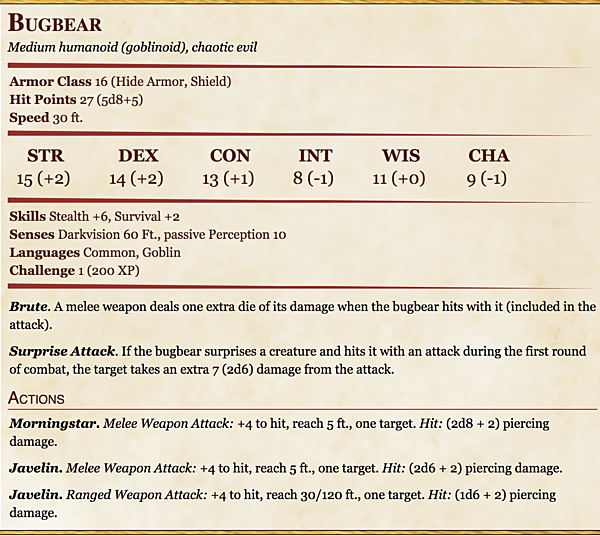 Bugbear
Medium humanoid (goblinoid), chaotic evil
Armor Class 16 (Hide Armor, Shield)
Hit Points 27 (5d8+5)
Speed 30 ft.
STR DEX CON INT WIS CHA
15 (+2) 14 (+2) 13 (+1) 8 (-1) 11 (+0) 9 (-1)
Skills Stealth +6, Survival +2
Senses Darkvision 60 Ft., passive Perception 10
Languages Common, Goblin
Challenge 1 (200 XP)
Brute. A melee weapon deals one extra die of its damage when the bugbear hits with it (included in the
attack).
Surprise Attack. If the bugbear surprises a creature and hits it with an attack during the first round
of combat, the target takes an extra 7 (2d6) damage from the attack.
Actions
Morningstar. Melee Weapon Attack: +4 to hit, reach 5 ft., one target. Hit: (2d8 + 2) piercing
damage.
Javelin. Melee Weapon Attack: +4 to hit, reach 5 ft., one target. Hit: (2d6 + 2) piercing damage.
Javelin. Ranged Weapon Attack: +4 to hit, reach 30/120 ft., one target. Hit: (1d6 + 2) piercing
damage.